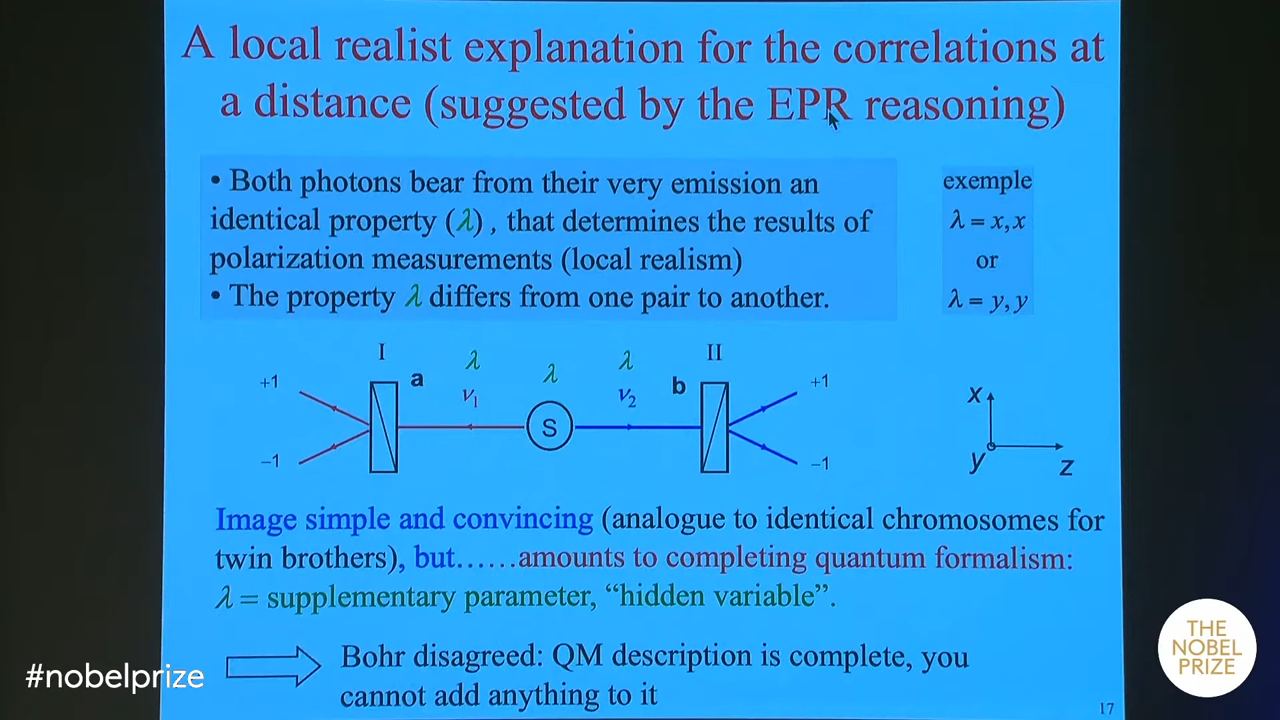 A local realist explanation for the correlations at
a distance (suggested by the EPR reasoning)
• Both photons bear from their very emission an
identical property (λ) , that determines the results of
polarization measurements (local realism)
• The property λ differs from one pair to another.
exemple
λ = x,x
or
λ = y,y
I
II
+1
a
λ
λ
λ
b
+1
ν₁
ν₂
S
−1
−1
x
y
z
Image simple and convincing (analogue to identical chromosomes for
twin brothers), but……amounts to completing quantum formalism:
λ = supplementary parameter, “hidden variable”.
Bohr disagreed: QM description is complete, you
cannot add anything to it
17
#nobelprize
THE
NOBEL
PRIZE